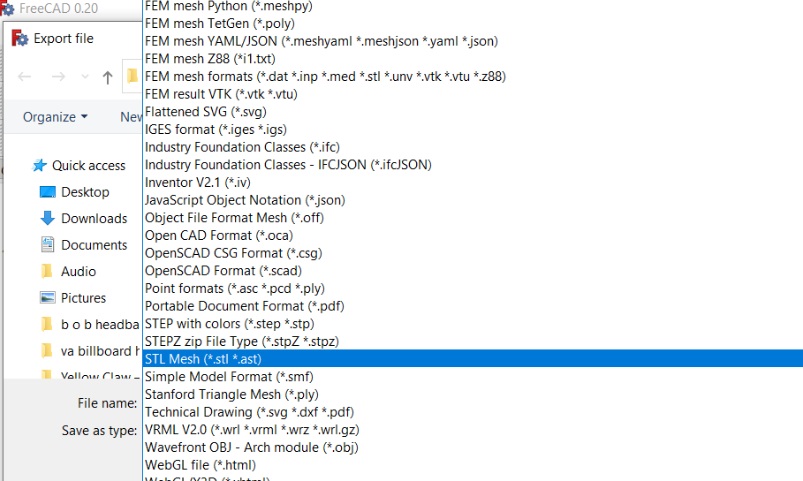 FreeCAD 0.20
Export file
Organize
New
Quick access
Desktop
Downloads
Documents
Audio
Pictures
b o b headba
va billboard h
Yellow Claw –
File name:
Save as type:
FEM mesh Python (*.meshpy)
FEM mesh TetGen (*.poly)
FEM mesh YAML/JSON (*.meshyaml *.meshjson *.yaml *.json)
FEM mesh Z88 (*i1.txt)
FEM mesh formats (*.dat *.inp *.med *.stl *.unv *.vtk *.vtu *.z88)
FEM result VTK (*.vtk *.vtu)
Flattened SVG (*.svg)
IGES format (*.iges *.igs)
Industry Foundation Classes (*.ifc)
Industry Foundation Classes - IFCJSON (*.ifcJSON)
Inventor V2.1 (*.iv)
JavaScript Object Notation (*.json)
Object File Format Mesh (*.off)
Open CAD Format (*.oca)
OpenSCAD CSG Format (*.csg)
OpenSCAD Format (*.scad)
Point formats (*.asc *.pcd *.ply)
Portable Document Format (*.pdf)
STEP with colors (*.step *.stp)
STEPZ zip File Type (*.stpZ *.stpz)
STL Mesh (*.stl *.ast)
Simple Model Format (*.smf)
Stanford Triangle Mesh (*.ply)
Technical Drawing (*.svg *.dxf *.pdf)
VRML V2.0 (*.wrl *.vrml *.wrz *.wrl.gz)
Wavefront OBJ - Arch module (*.obj)
WebGL file (*.html)
WebGL/X3D (*.xhtml)